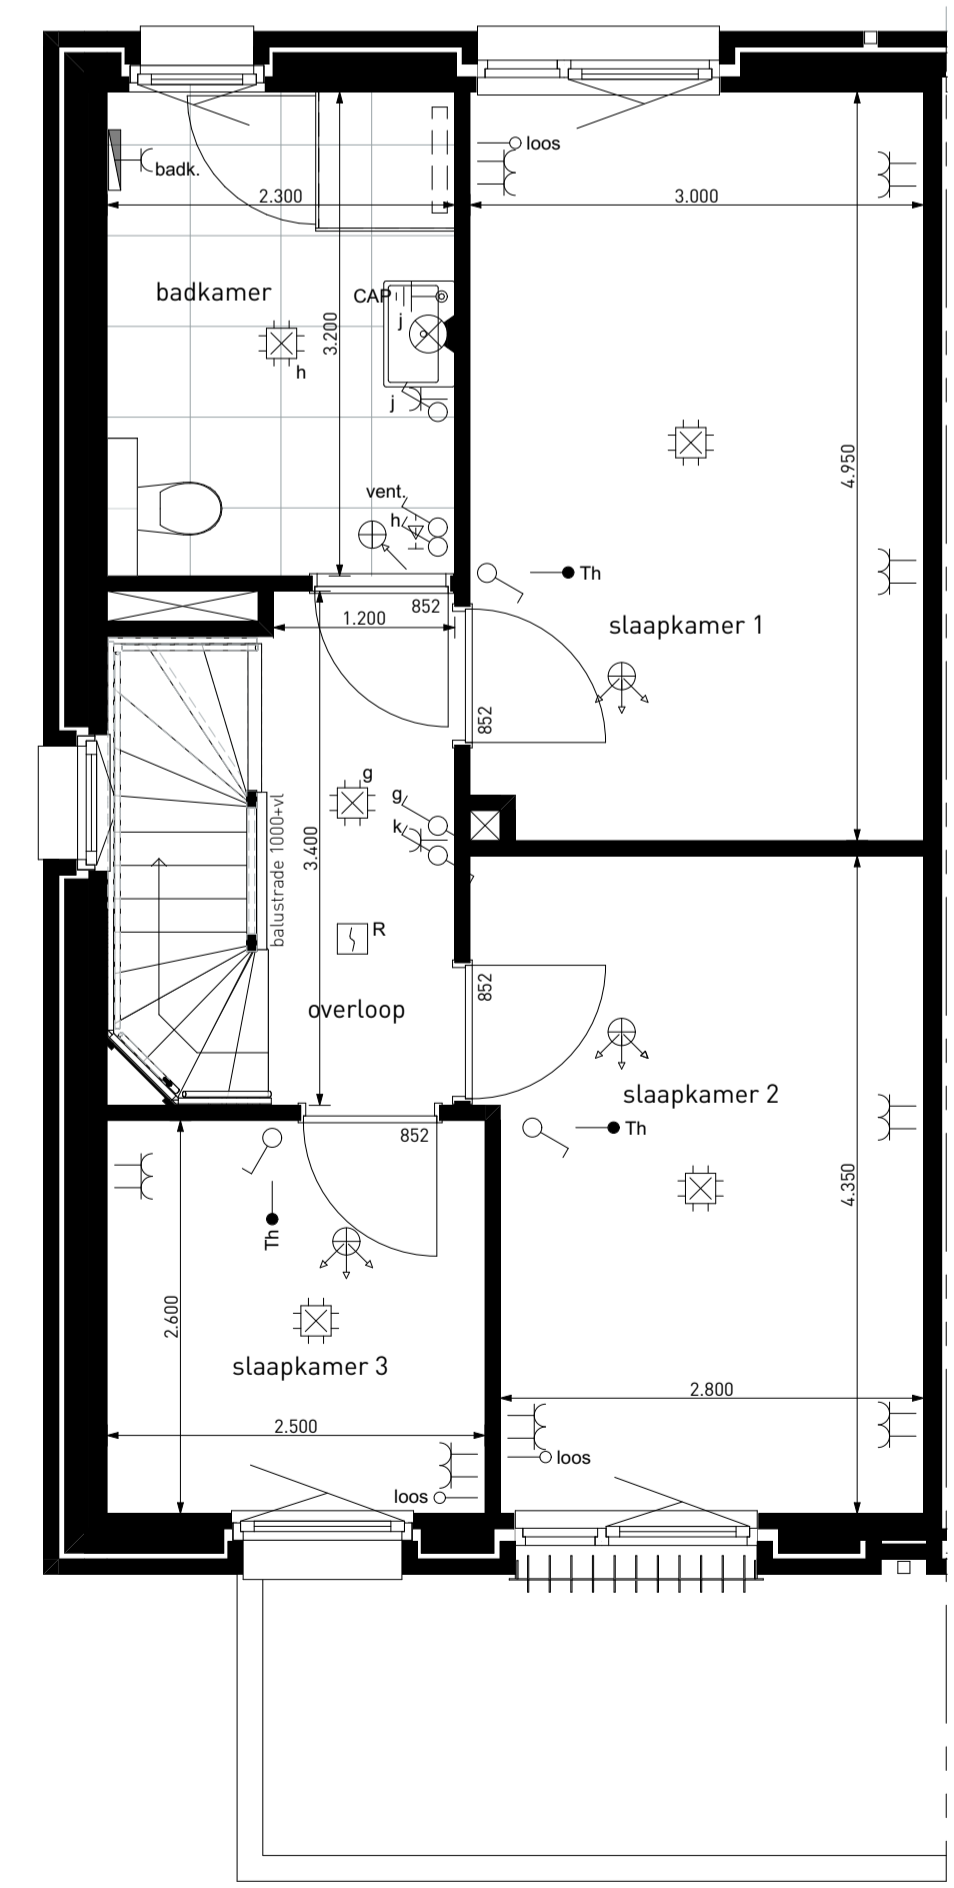 loos
badk.
2.300
3.000
badkamer
CAP
j
3.200
h
j
4.950
vent.
h
Th
852
1.200
slaapkamer 1
852
g
g
balustrade 1000+vl
k
3.400
R
852
overloop
slaapkamer 2
852
Th
4.350
Th
2.600
slaapkamer 3
2.800
2.500
loos
loos